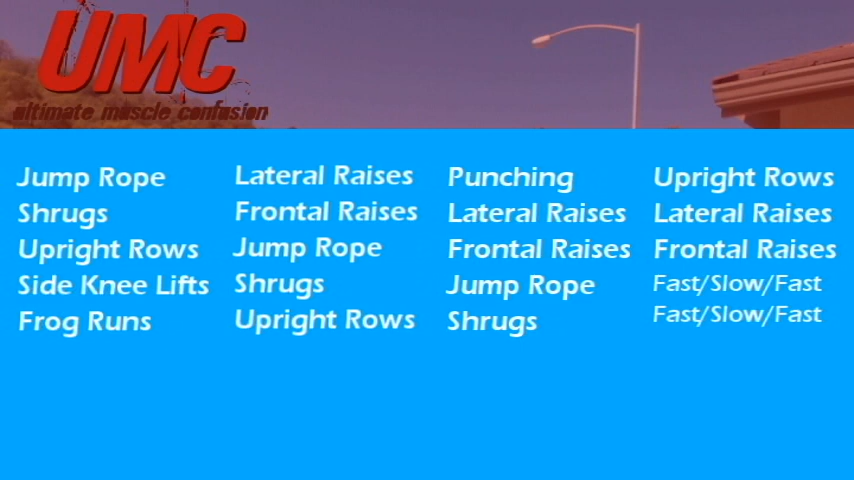 UMC
ultimate muscle confusion
Jump Rope
Shrugs
Upright Rows
Side Knee Lifts
Frog Runs
Lateral Raises
Frontal Raises
Jump Rope
Shrugs
Upright Rows
Punching
Lateral Raises
Frontal Raises
Jump Rope
Shrugs
Upright Rows
Lateral Raises
Frontal Raises
Fast/Slow/Fast
Fast/Slow/Fast